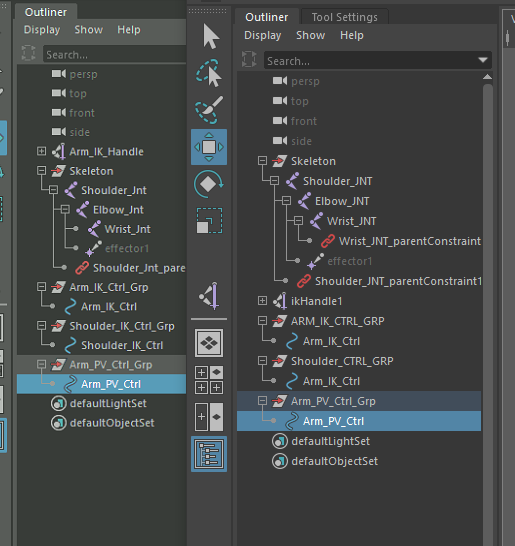 Outliner
Display Show Help
Search...
persp
top
front
side
Arm_IK_Handle
Skeleton
Shoulder_Jnt
Elbow_Jnt
Wrist_Jnt
effector1
Shoulder_Jnt_pare
Arm_IK_Ctrl_Grp
Arm_IK_Ctrl
Shoulder_IK_Ctrl_Grp
Shoulder_IK_Ctrl
Arm_PV_Ctrl_Grp
Arm_PV_Ctrl
defaultLightSet
defaultObjectSet
Outliner Tool Settings
Display Show Help
Search...
persp
top
front
side
Skeleton
Shoulder_JNT
Elbow_JNT
Wrist_JNT
Wrist_JNT_parentConstraint
effector1
Shoulder_JNT_parentConstraint1
ikHandle1
ARM_IK_CTRL_GRP
Arm_IK_Ctrl
Shoulder_CTRL_GRP
Arm_IK_Ctrl
Arm_PV_Ctrl_Grp
Arm_PV_Ctrl
defaultLightSet
defaultObjectSet